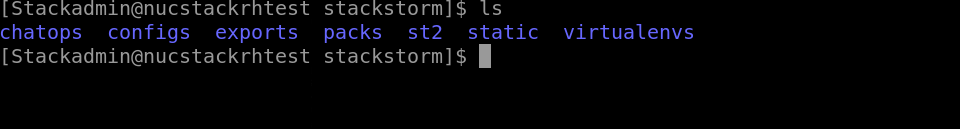 [Stackadmin@nucstackrhtest stackstorm]$ ls
chatops  configs  exports  packs  st2  static  virtualenvs
[Stackadmin@nucstackrhtest stackstorm]$